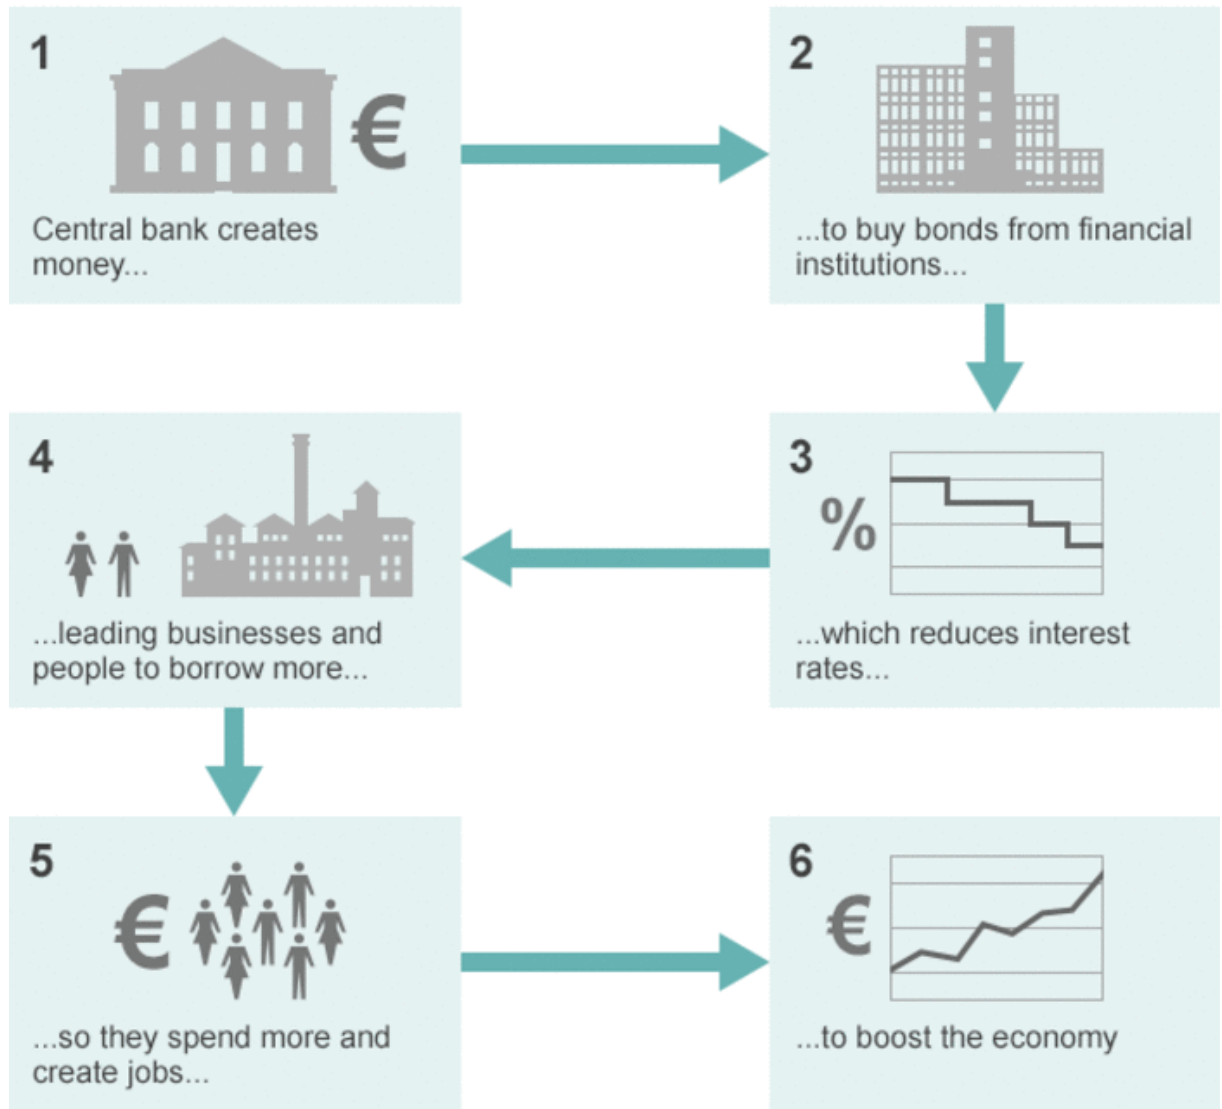 1
€
Central bank creates
money...
2
...to buy bonds from financial
institutions...
3
%
...which reduces interest
rates...
4
...leading businesses and
people to borrow more...
5
€
...so they spend more and
create jobs...
6
€
...to boost the economy